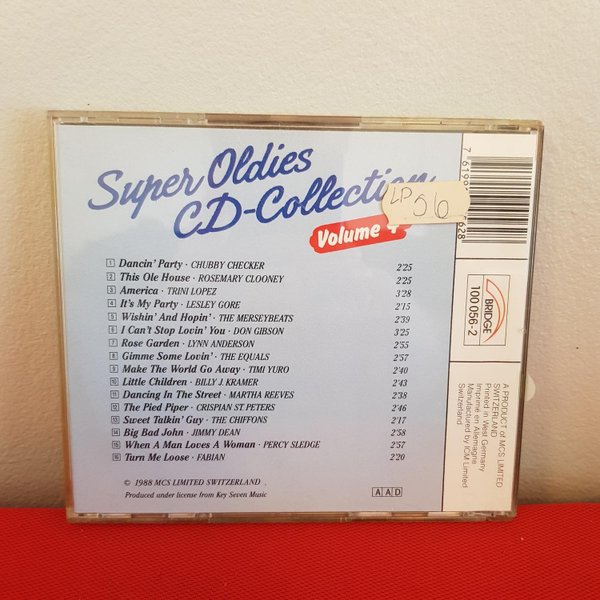 Super Oldies
CD-Collection
LP 56
Volume 4
1 Dancin' Party · CHUBBY CHECKER 2'25
2 This Ole House · ROSEMARY CLOONEY 2'25
3 America · TRINI LOPEZ 3'28
4 It's My Party · LESLEY GORE 2'15
5 Wishin' And Hopin' · THE MERSEYBEATS 2'39
6 I Can't Stop Lovin' You · DON GIBSON 3'25
7 Rose Garden · LYNN ANDERSON 2'55
8 Gimme Some Lovin' · THE EQUALS 2'57
9 Make The World Go Away · TIMI YURO 2'40
10 Little Children · BILLY J. KRAMER 2'43
11 Dancing In The Street · MARTHA REEVES 2'38
12 The Pied Piper · CRISPIAN ST. PETERS 2'46
13 Sweet Talkin' Guy · THE CHIFFONS 2'17
14 Big Bad John · JIMMY DEAN 2'58
15 When A Man Loves A Woman · PERCY SLEDGE 2'57
16 Turn Me Loose · FABIAN 2'20
© 1988 MCS LIMITED SWITZERLAND
Produced under license from Key Seven Music
AAD
BRIDGE
100 056-2
A PRODUCT of MCS LIMITED
SWITZERLAND
Printed in West Germany
Imprimé en Allemagne
Manufactured by ICM Limited
Switzerland